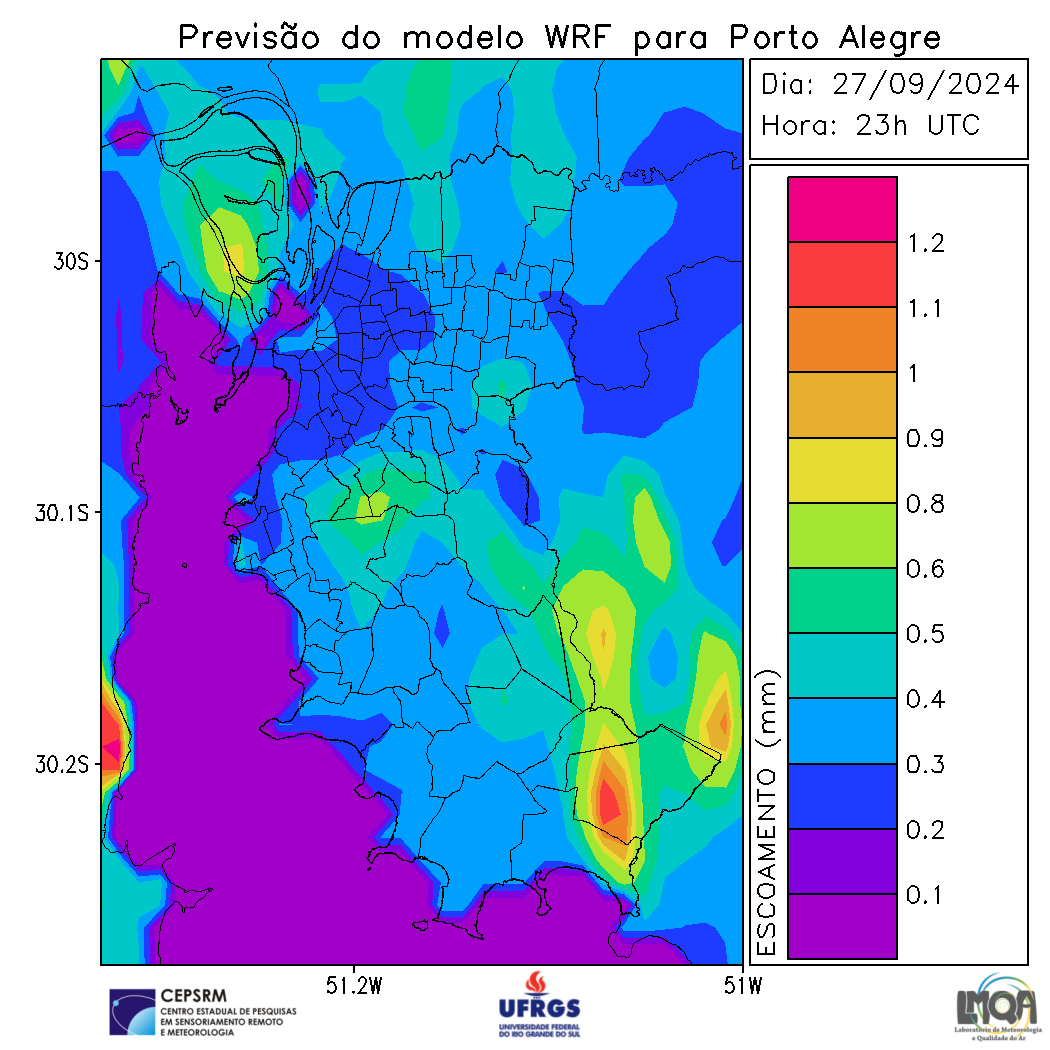 Previsão do modelo WRF para Porto Alegre
Dia: 27/09/2024
Hora: 23h UTC
30S
30.1S
30.2S
51.2W
51W
1.2
1.1
1
0.9
0.8
0.6
0.5
0.4
0.3
0.2
0.1
ESCOAMENTO (mm)
CEPSRM
CENTRO ESTADUAL DE PESQUISAS
EM SENSORIAMENTO REMOTO
E METEOROLOGIA
UFRGS
UNIVERSIDADE FEDERAL
DO RIO GRANDE DO SUL
LMQA
Laboratório de Meteorologia
e Qualidade do Ar